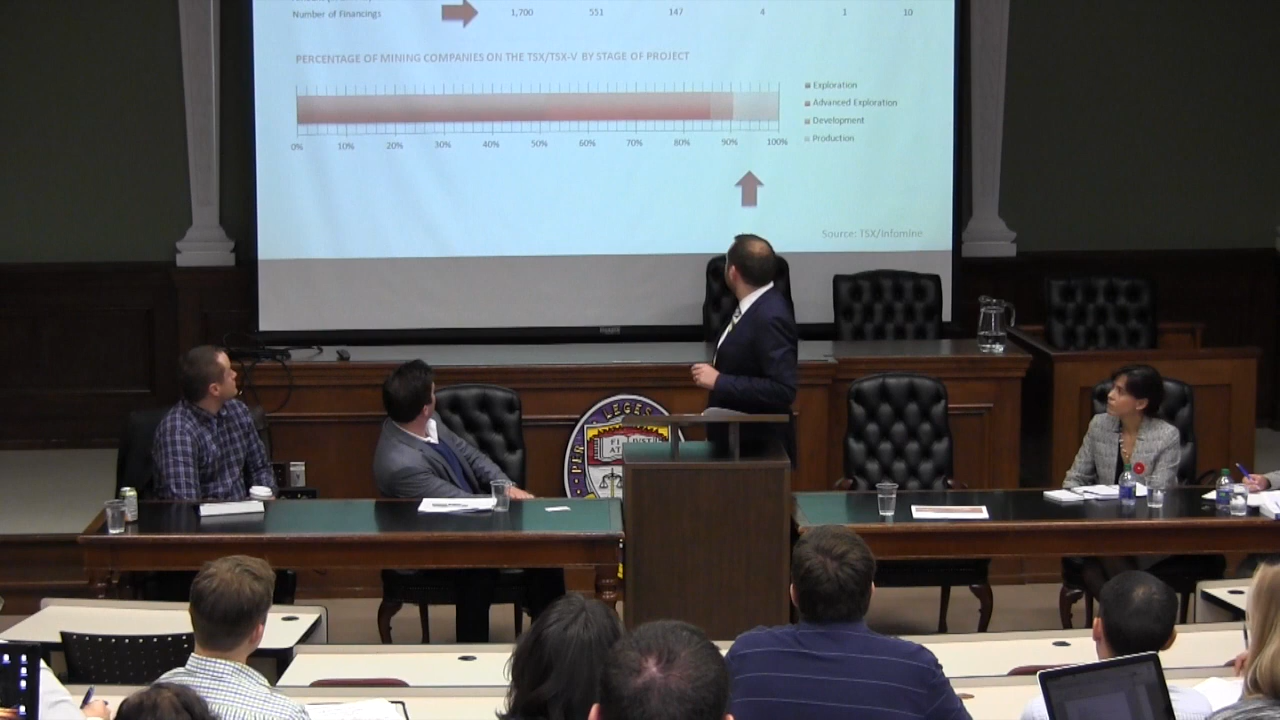 Number of Financings 1,700 551 147 4 1 10
PERCENTAGE OF MINING COMPANIES ON THE TSX/TSX-V BY STAGE OF PROJECT
Exploration
Advanced Exploration
Development
Production
0% 10% 20% 30% 40% 50% 60% 70% 80% 90% 100%
Source: TSX/Infomine
PER LEGES